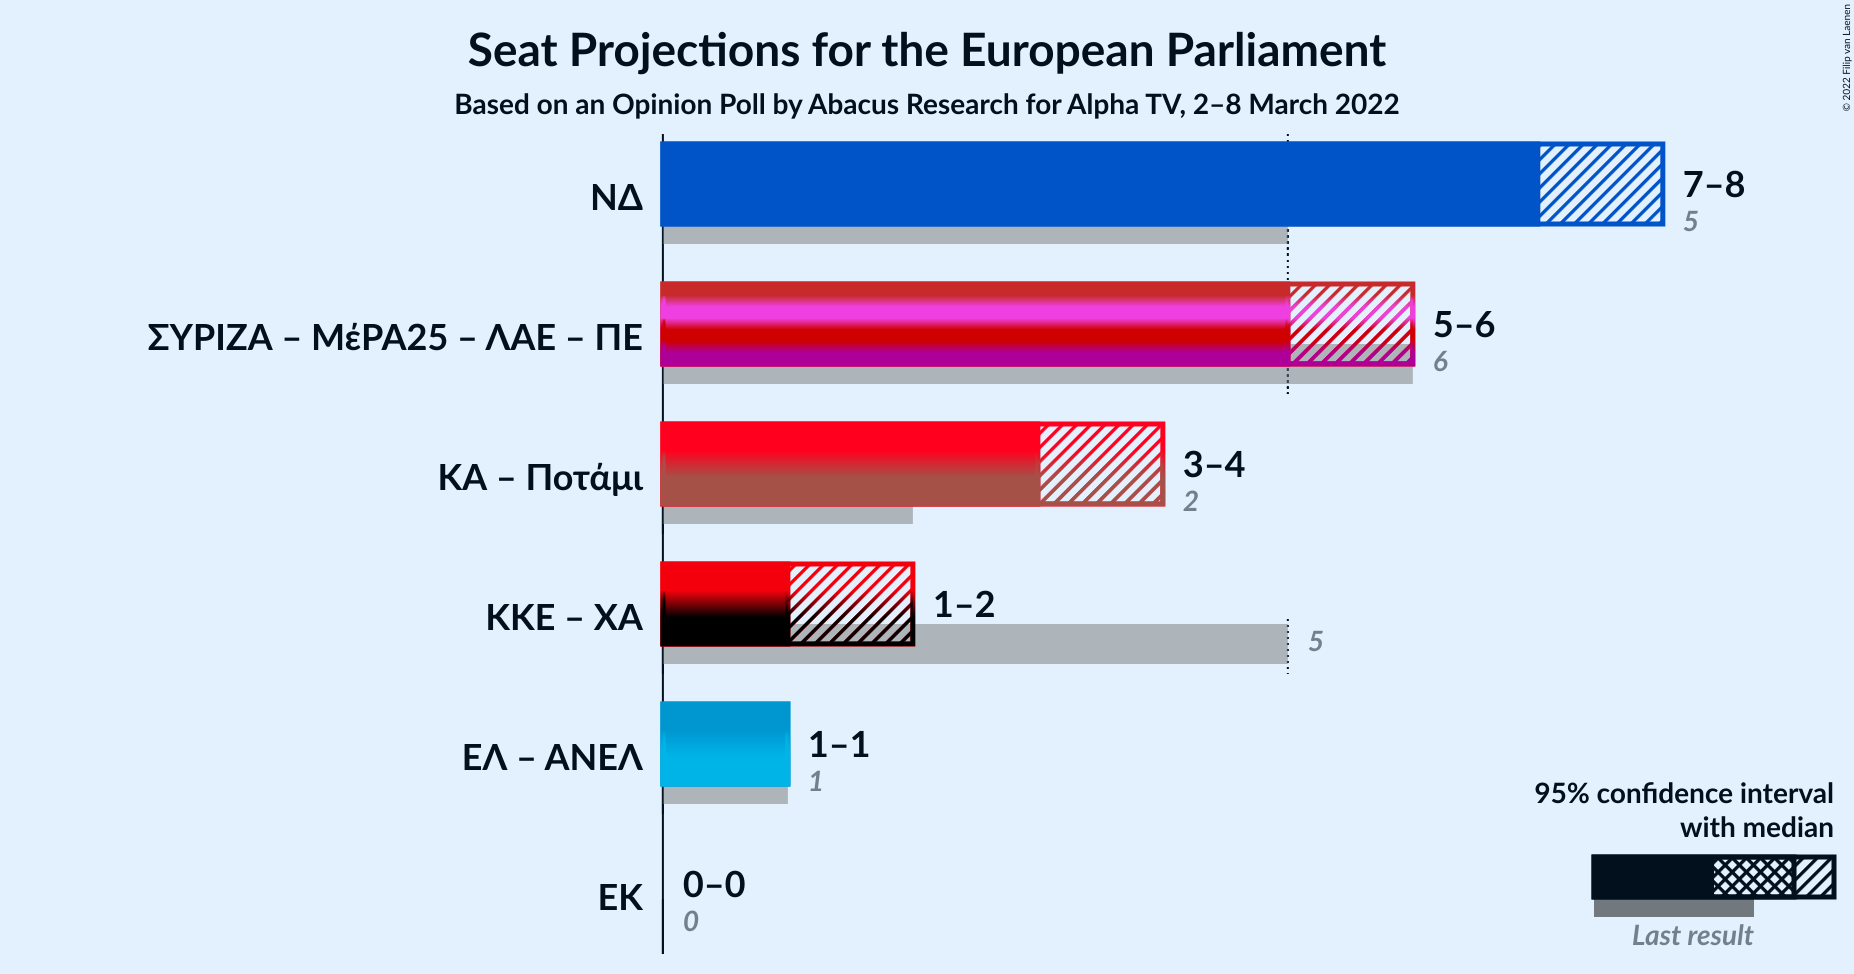 Seat Projections for the European Parliament
Based on an Opinion Poll by Abacus Research for Alpha TV, 2–8 March 2022
© 2022 Filip van Laenen
ΝΔ
7–8
5
ΣΥΡΙΖΑ – ΜέΡΑ25 – ΛΑΕ – ΠΕ
5–6
6
ΚΑ – Ποτάμι
3–4
2
ΚΚΕ – ΧΑ
1–2
5
ΕΛ – ΑΝΕΛ
1–1
1
ΕΚ
0–0
0
95% confidence interval
with median
Last result